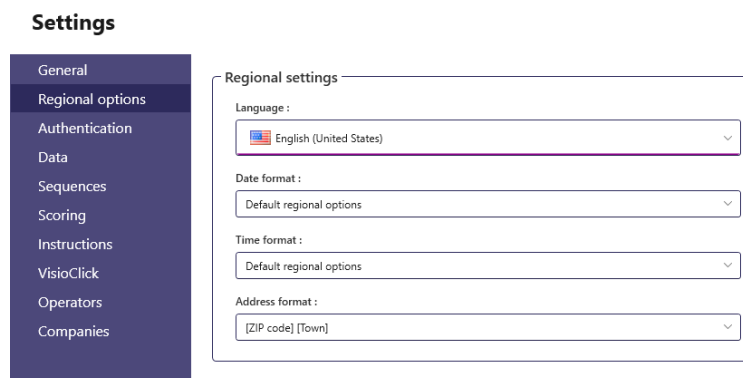 Settings
General
Regional options
Authentication
Data
Sequences
Scoring
Instructions
VisioClick
Operators
Companies
Regional settings
Language :
English (United States)
Date format :
Default regional options
Time format :
Default regional options
Address format :
[ZIP code] [Town]